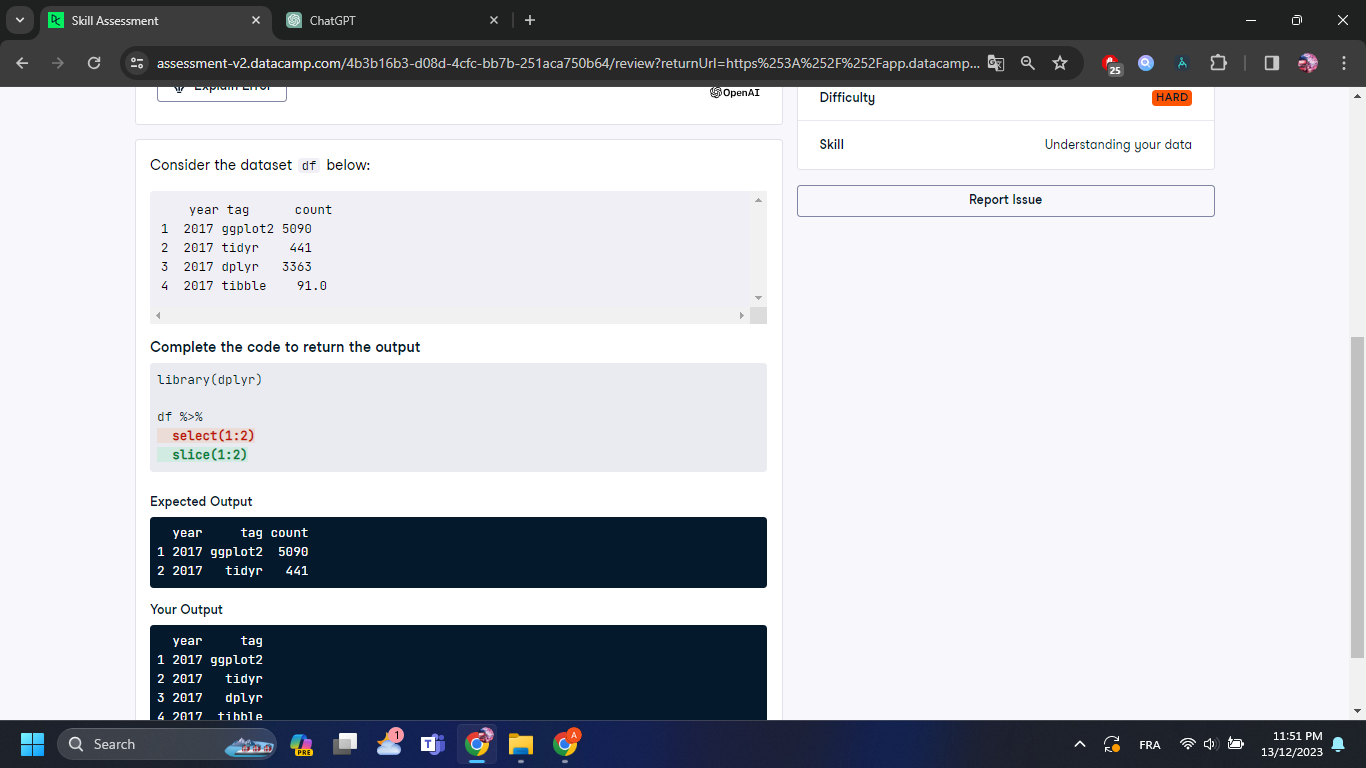 Skill Assessment
ChatGPT
assessment-v2.datacamp.com/4b3b16b3-d08d-4cfc-bb7b-251aca750b64/review?returnUrl=https%253A%252F%252Fapp.datacamp...
25
Explain Error
OpenAI
Difficulty
HARD
Skill
Understanding your data
Report Issue
Consider the dataset df below:
year tag count
1 2017 ggplot2 5090
2 2017 tidyr 441
3 2017 dplyr 3363
4 2017 tibble 91.0
Complete the code to return the output
library(dplyr)
df %>%
select(1:2)
slice(1:2)
Expected Output
year tag count
1 2017 ggplot2 5090
2 2017 tidyr 441
Your Output
year tag
1 2017 ggplot2
2 2017 tidyr
3 2017 dplyr
4 2017 tibble
Search
PRE
1
A
FRA
11:51 PM
13/12/2023